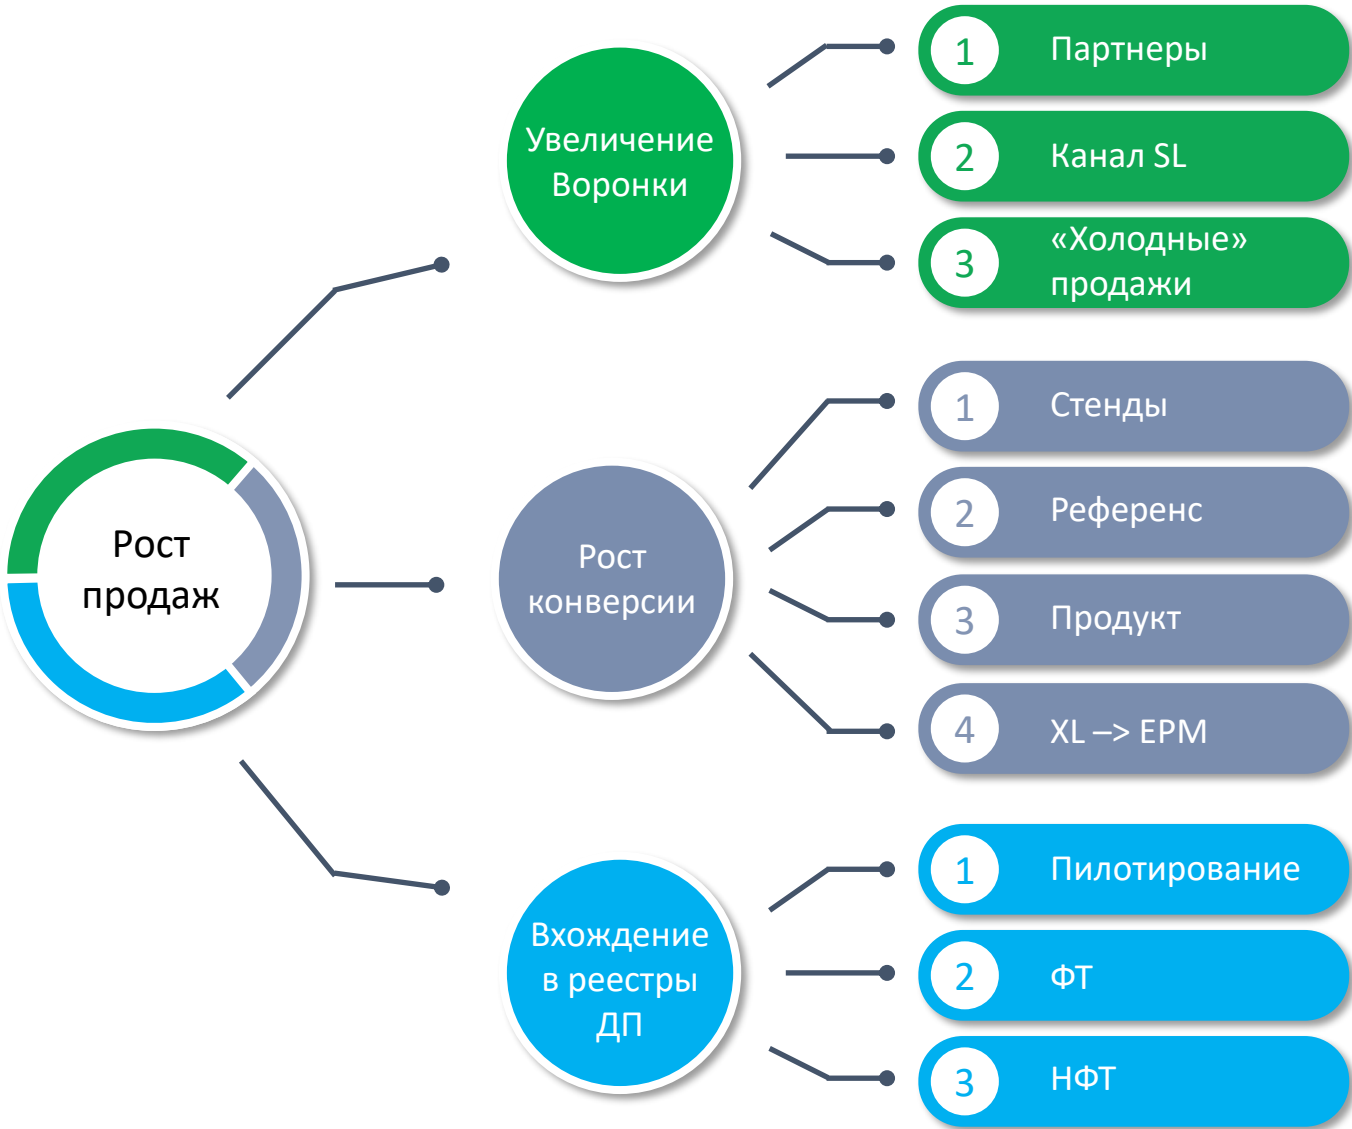 Рост
продаж
Увеличение
Воронки
1 Партнеры
2 Канал SL
3 «Холодные»
продажи
Рост
конверсии
1 Стенды
2 Референс
3 Продукт
4 XL –> EPM
Вхождение
в реестры
ДП
1 Пилотирование
2 ФТ
3 НФТ